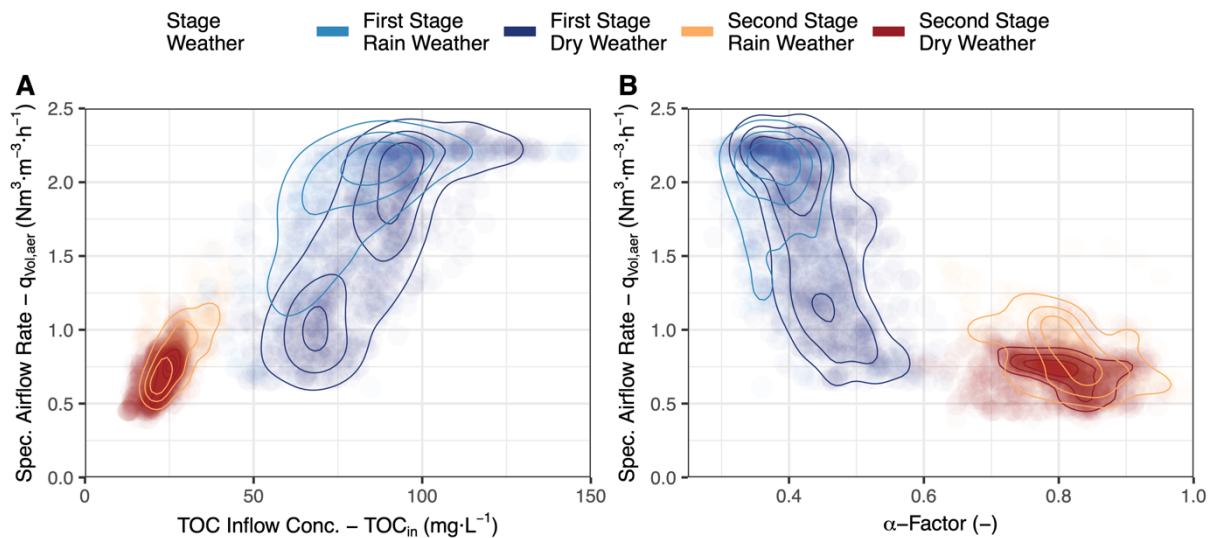 Stage
Weather
First Stage
Rain Weather
First Stage
Dry Weather
Second Stage
Rain Weather
Second Stage
Dry Weather
A
Spec. Airflow Rate – qVol,aer (Nm³·m⁻³·h⁻¹)
2.5
2.0
1.5
1.0
0.5
0.0
0
50
100
150
TOC Inflow Conc. – TOCin (mg·L⁻¹)
B
Spec. Airflow Rate – qVol,aer (Nm³·m⁻³·h⁻¹)
2.5
2.0
1.5
1.0
0.5
0.0
0.4
0.6
0.8
1.0
α–Factor (–)